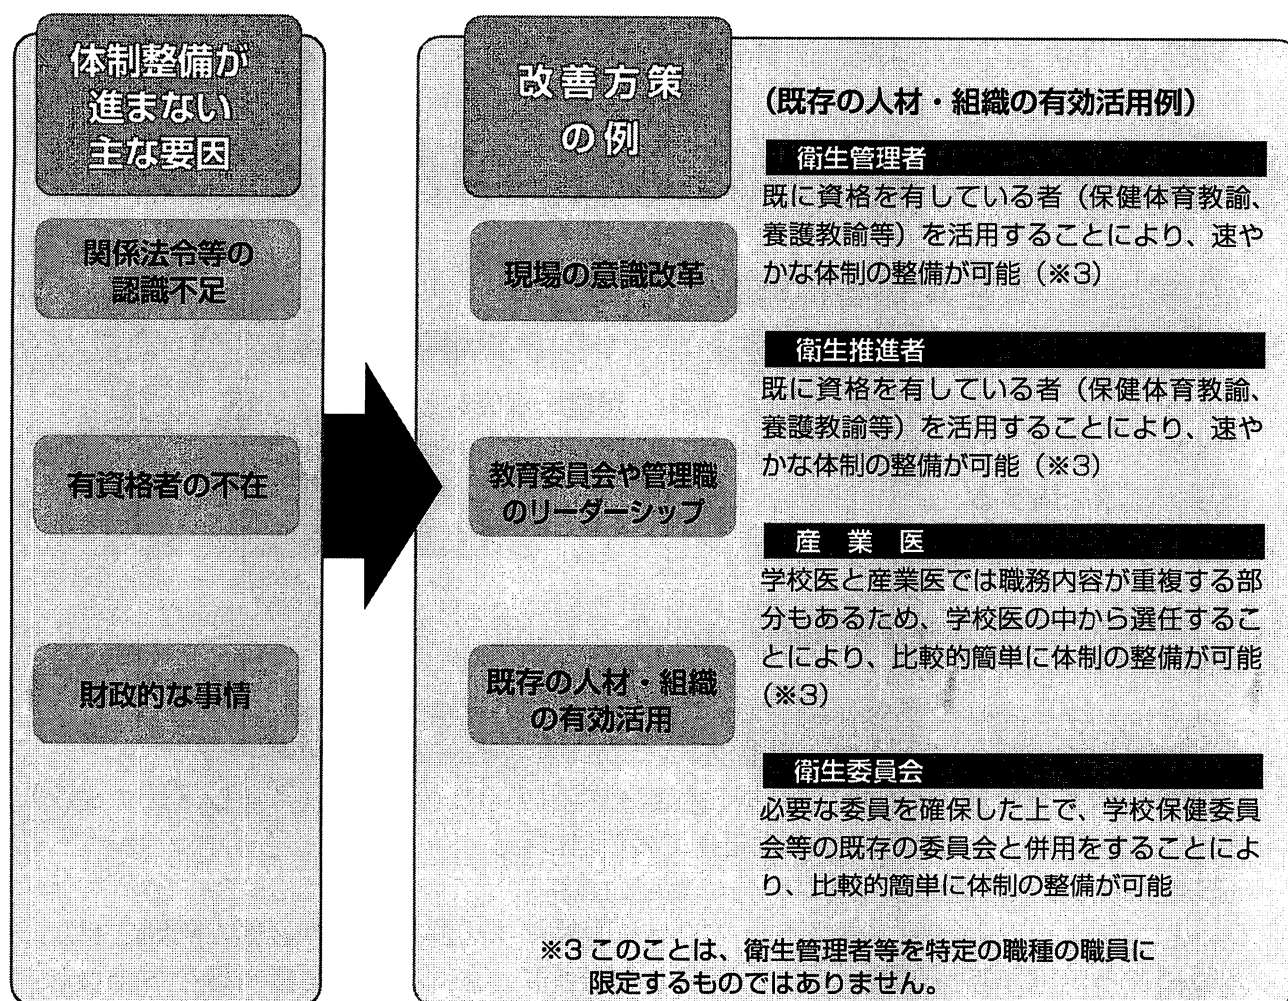 体制整備が
進まない
主な要因
関係法令等の
認識不足
有資格者の不在
財政的な事情
改善方策
の例
現場の意識改革
教育委員会や管理職
のリーダーシップ
既存の人材・組織
の有効活用
（既存の人材・組織の有効活用例）
衛生管理者
既に資格を有している者（保健体育教諭、
養護教諭等）を活用することにより、速や
かな体制の整備が可能（※3）
衛生推進者
既に資格を有している者（保健体育教諭、
養護教諭等）を活用することにより、速や
かな体制の整備が可能（※3）
産　業　医
学校医と産業医では職務内容が重複する部
分もあるため、学校医の中から選任するこ
とにより、比較的簡単に体制の整備が可能
（※3）
衛生委員会
必要な委員を確保した上で、学校保健委員
会等の既存の委員会と併用をすることによ
り、比較的簡単に体制の整備が可能
※3 このことは、衛生管理者等を特定の職種の職員に
限定するものではありません。